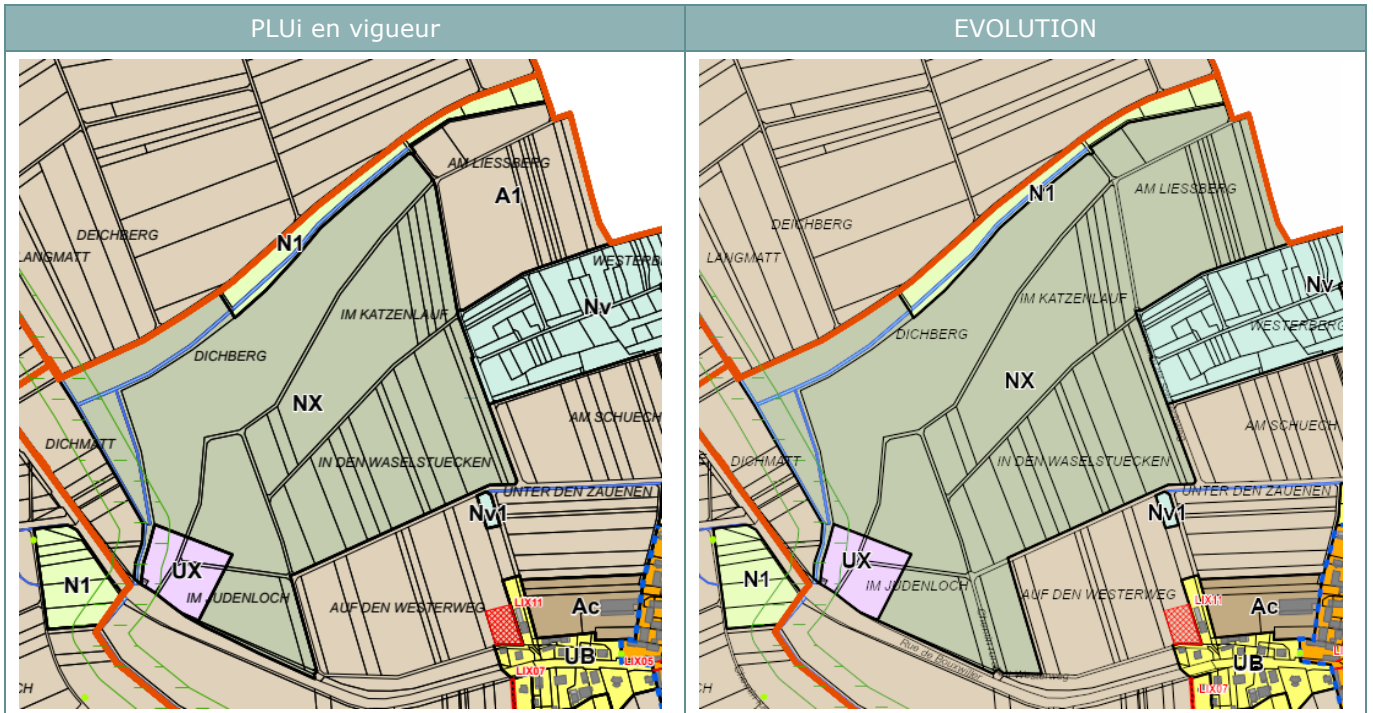 PLUi en vigueur
EVOLUTION
AM LIESSBERG
A1
DEICHBERG
LANGMATT
N1
WESTERB
Nv
IM KATZENLAUF
DICHBERG
NX
AM SCHUECH
DICHMATT
IN DEN WASELSTUECKEN
UNTER DEN ZAUENEN
Nv1
UX
N1
IM JUDENLOCH
AUF DEN WESTERWEG
LIX11
Ac
UB
LIX05
LIX07
CH
AM LIESSBERG
N1
DEICHBERG
LANGMATT
Nv
IM KATZENLAUF
WESTERBERG
DICHBERG
NX
AM SCHUECH
DICHMATT
IN DEN WASELSTUECKEN
UNTER DEN ZAUENEN
Nv1
UX
N1
IM JUDENLOCH
AUF DEN WESTERWEG
LIX11
Ac
Rue de Bouxwiller
Westerweg
UB
LIX07
CH